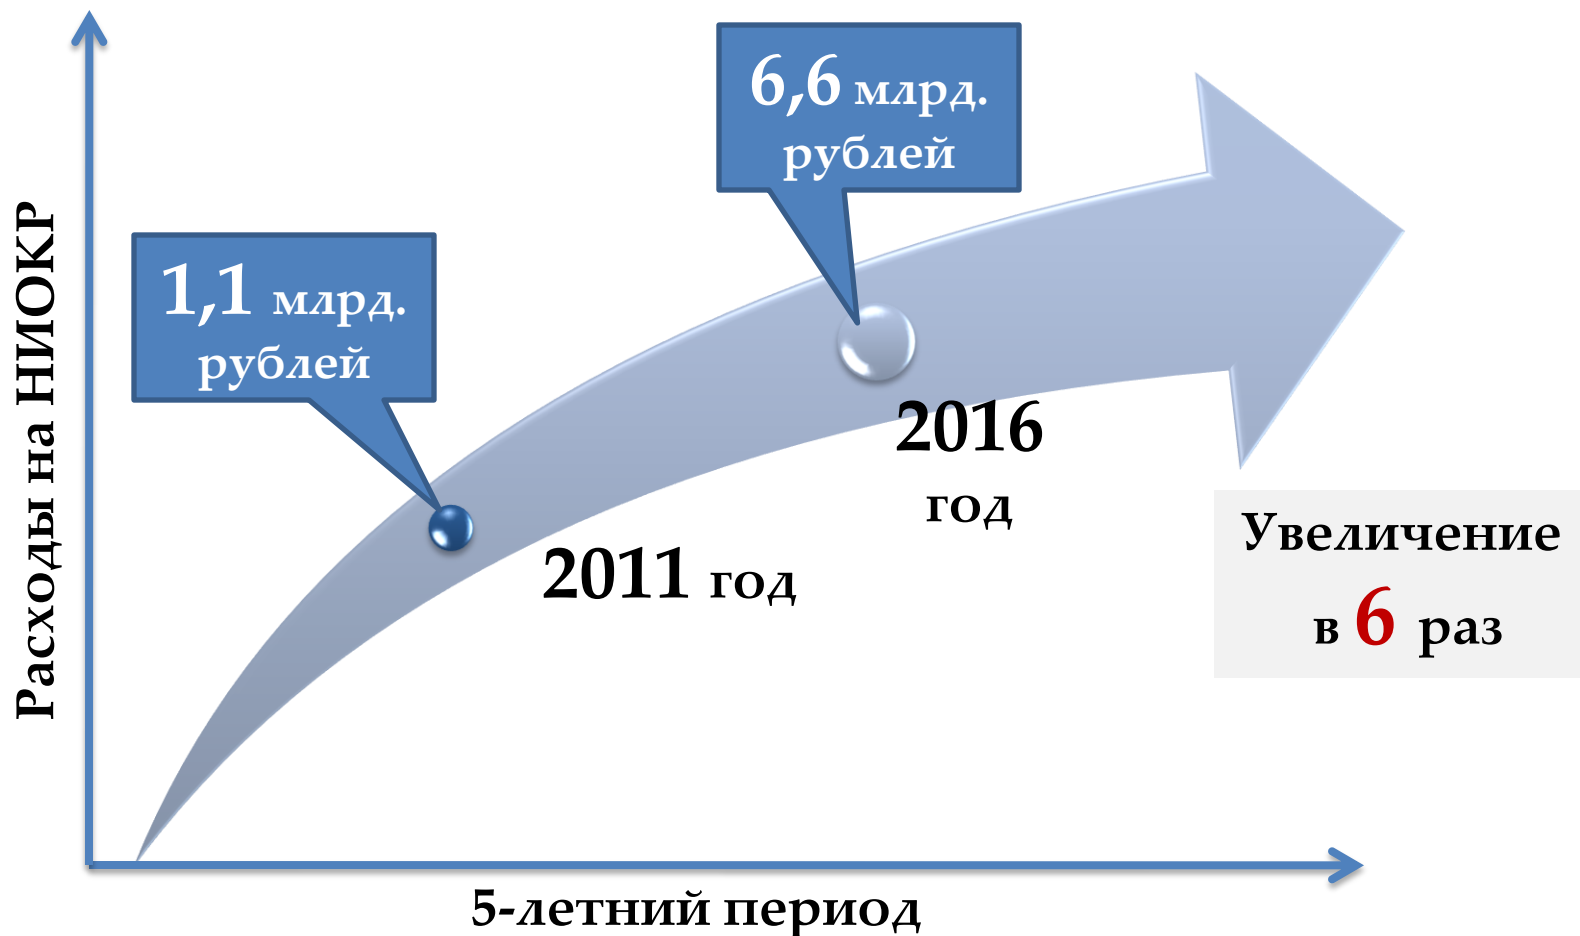 6,6 млрд.
рублей
1,1 млрд.
рублей
Расходы на НИОКР
2016
год
2011 год
Увеличение
в 6 раз
5-летний период